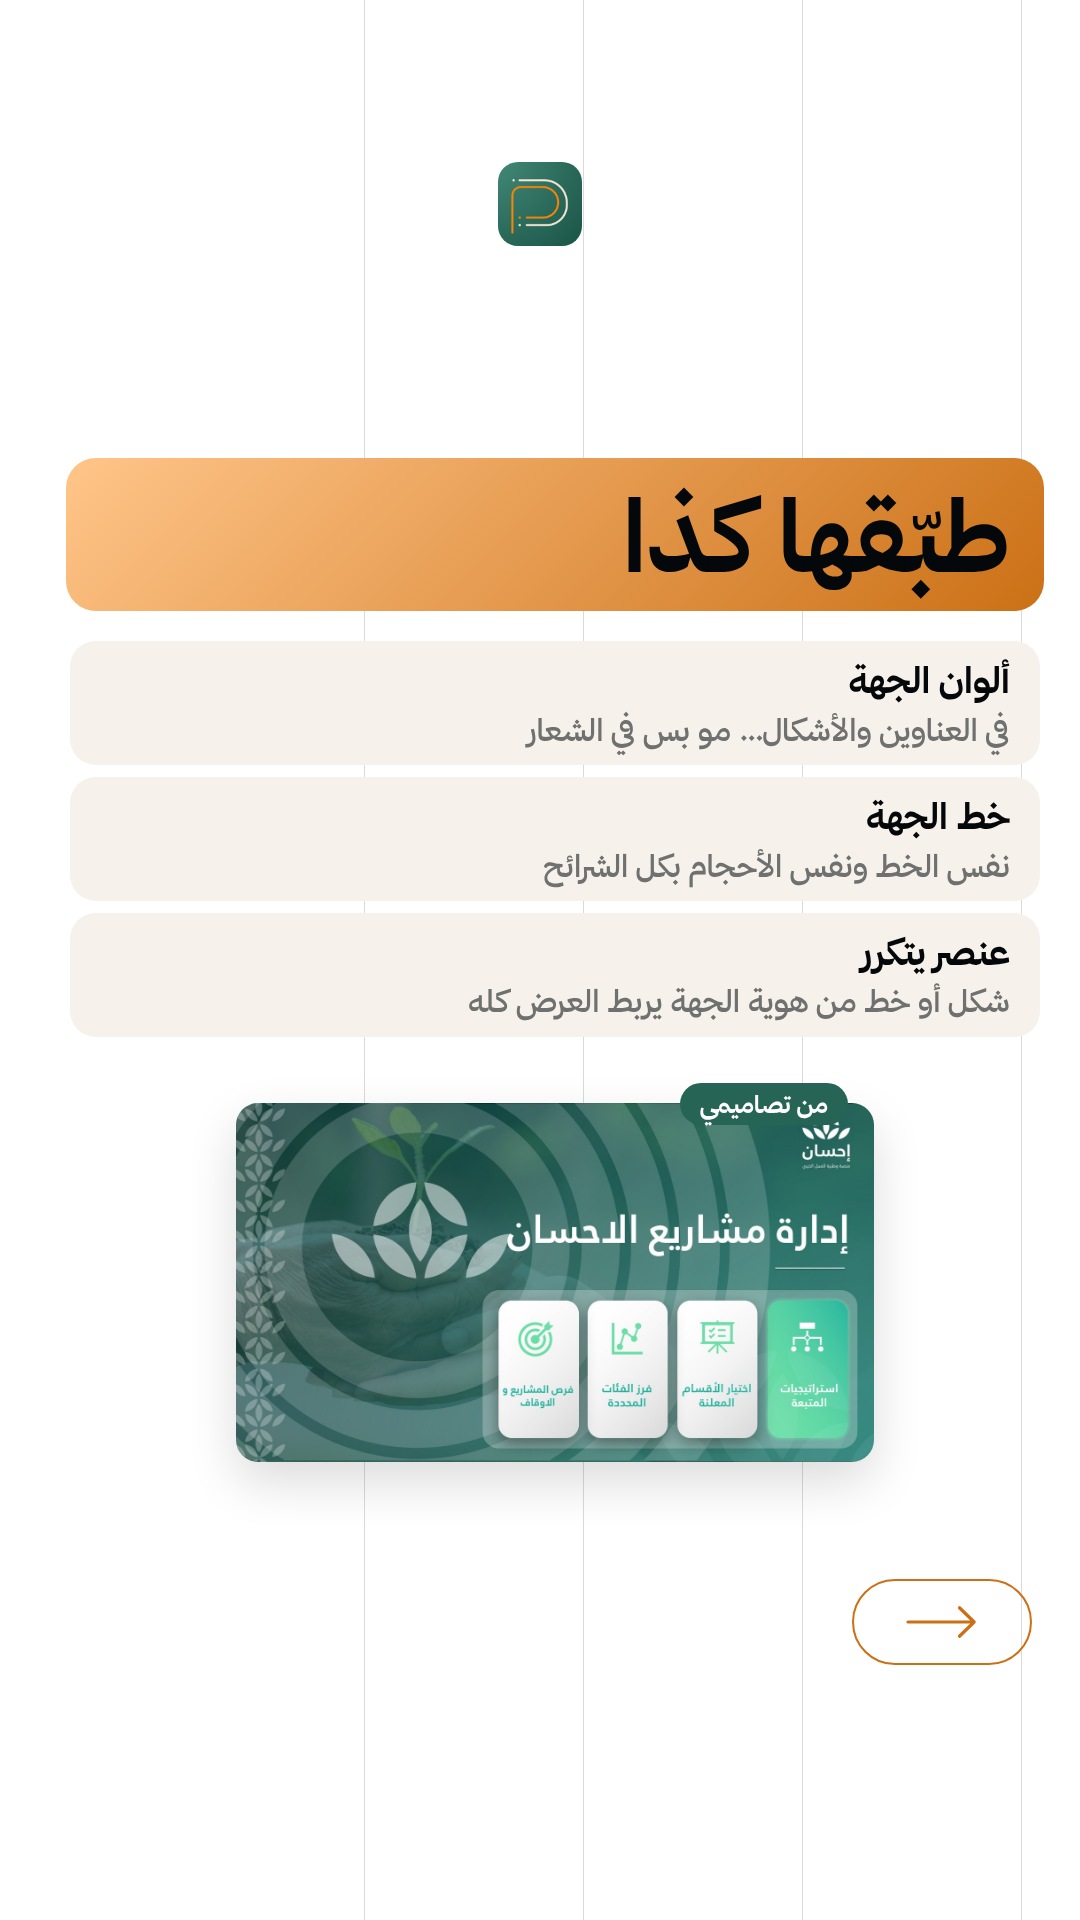 طبّقها كذا
ألوان الجهة
في العناوين والأشكال... مو بس في الشعار
خط الجهة
نفس الخط ونفس الأحجام بكل الشرائح
عنصر يتكرر
شكل أو خط من هوية الجهة يربط العرض كله
من تصاميمي
إحسان
إدارة مشاريع الاحسان
استراتيجيات
المتبعة
اختيار الأقسام
المعلنة
فرز الفئات
المحددة
فرص المشاريع و
الاوقاف